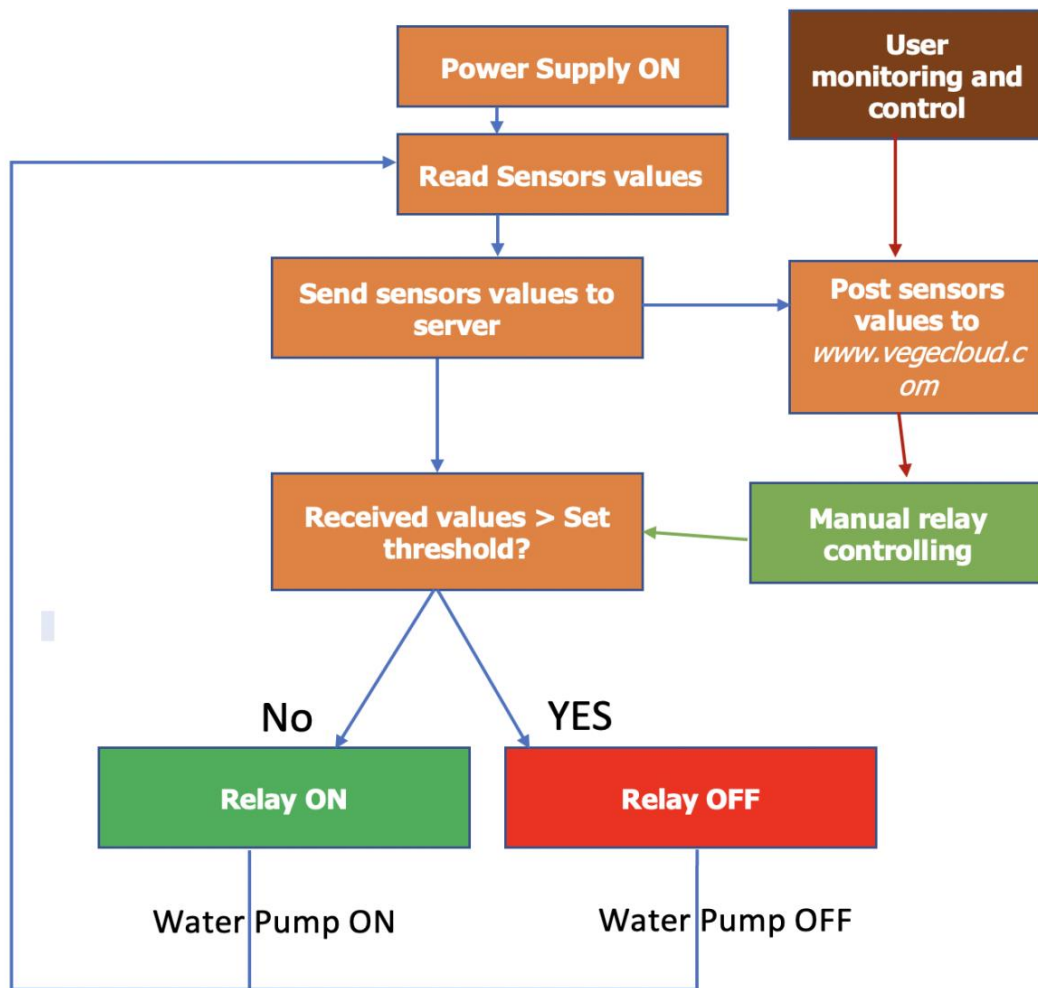 Power Supply ON
User
monitoring and
control
Read Sensors values
Send sensors values to
server
Post sensors
values to
www.vegecloud.c
om
Received values > Set
threshold?
Manual relay
controlling
No
YES
Relay ON
Relay OFF
Water Pump ON
Water Pump OFF